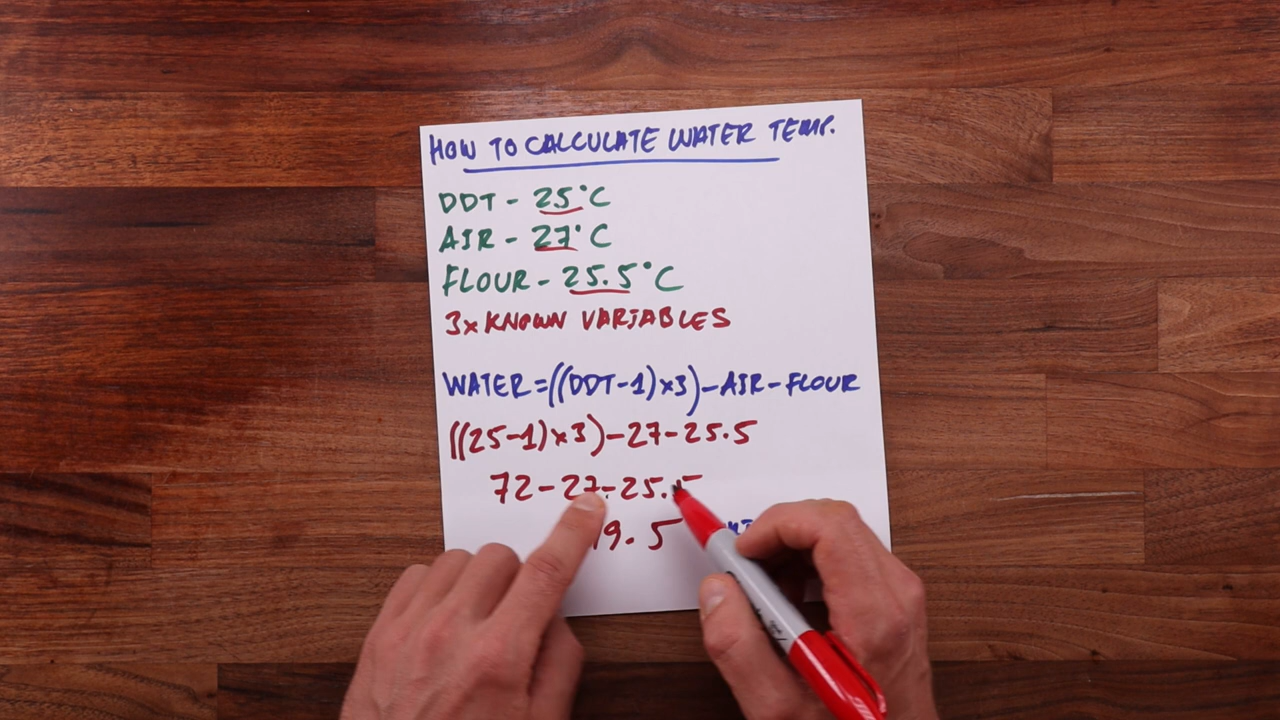 HOW TO CALCULATE WATER TEMP.
DDT - 25°C
AIR - 27°C
FLOUR - 25.5°C
3x KNOWN VARIABLES
WATER = ((DDT-1)x3)-AIR-FLOUR
((25-1)x3)-27-25.5
72-27-25.5
19.5